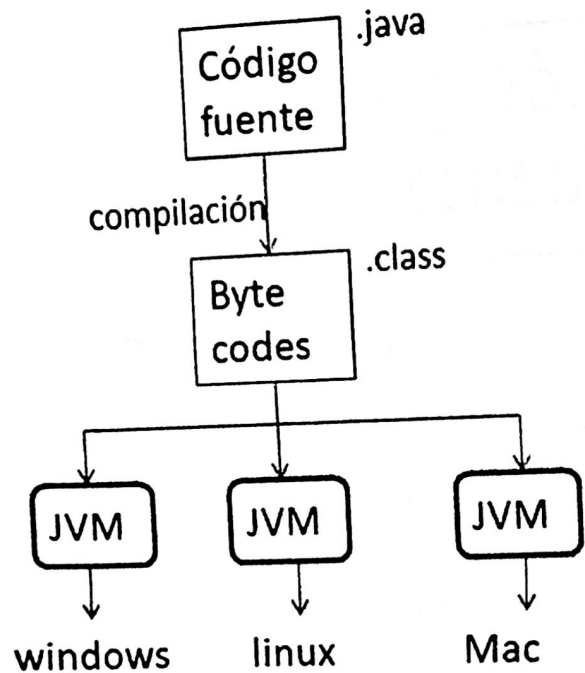 .java
Código
fuente
compilación
.class
Byte
codes
JVM JVM JVM
windows linux Mac